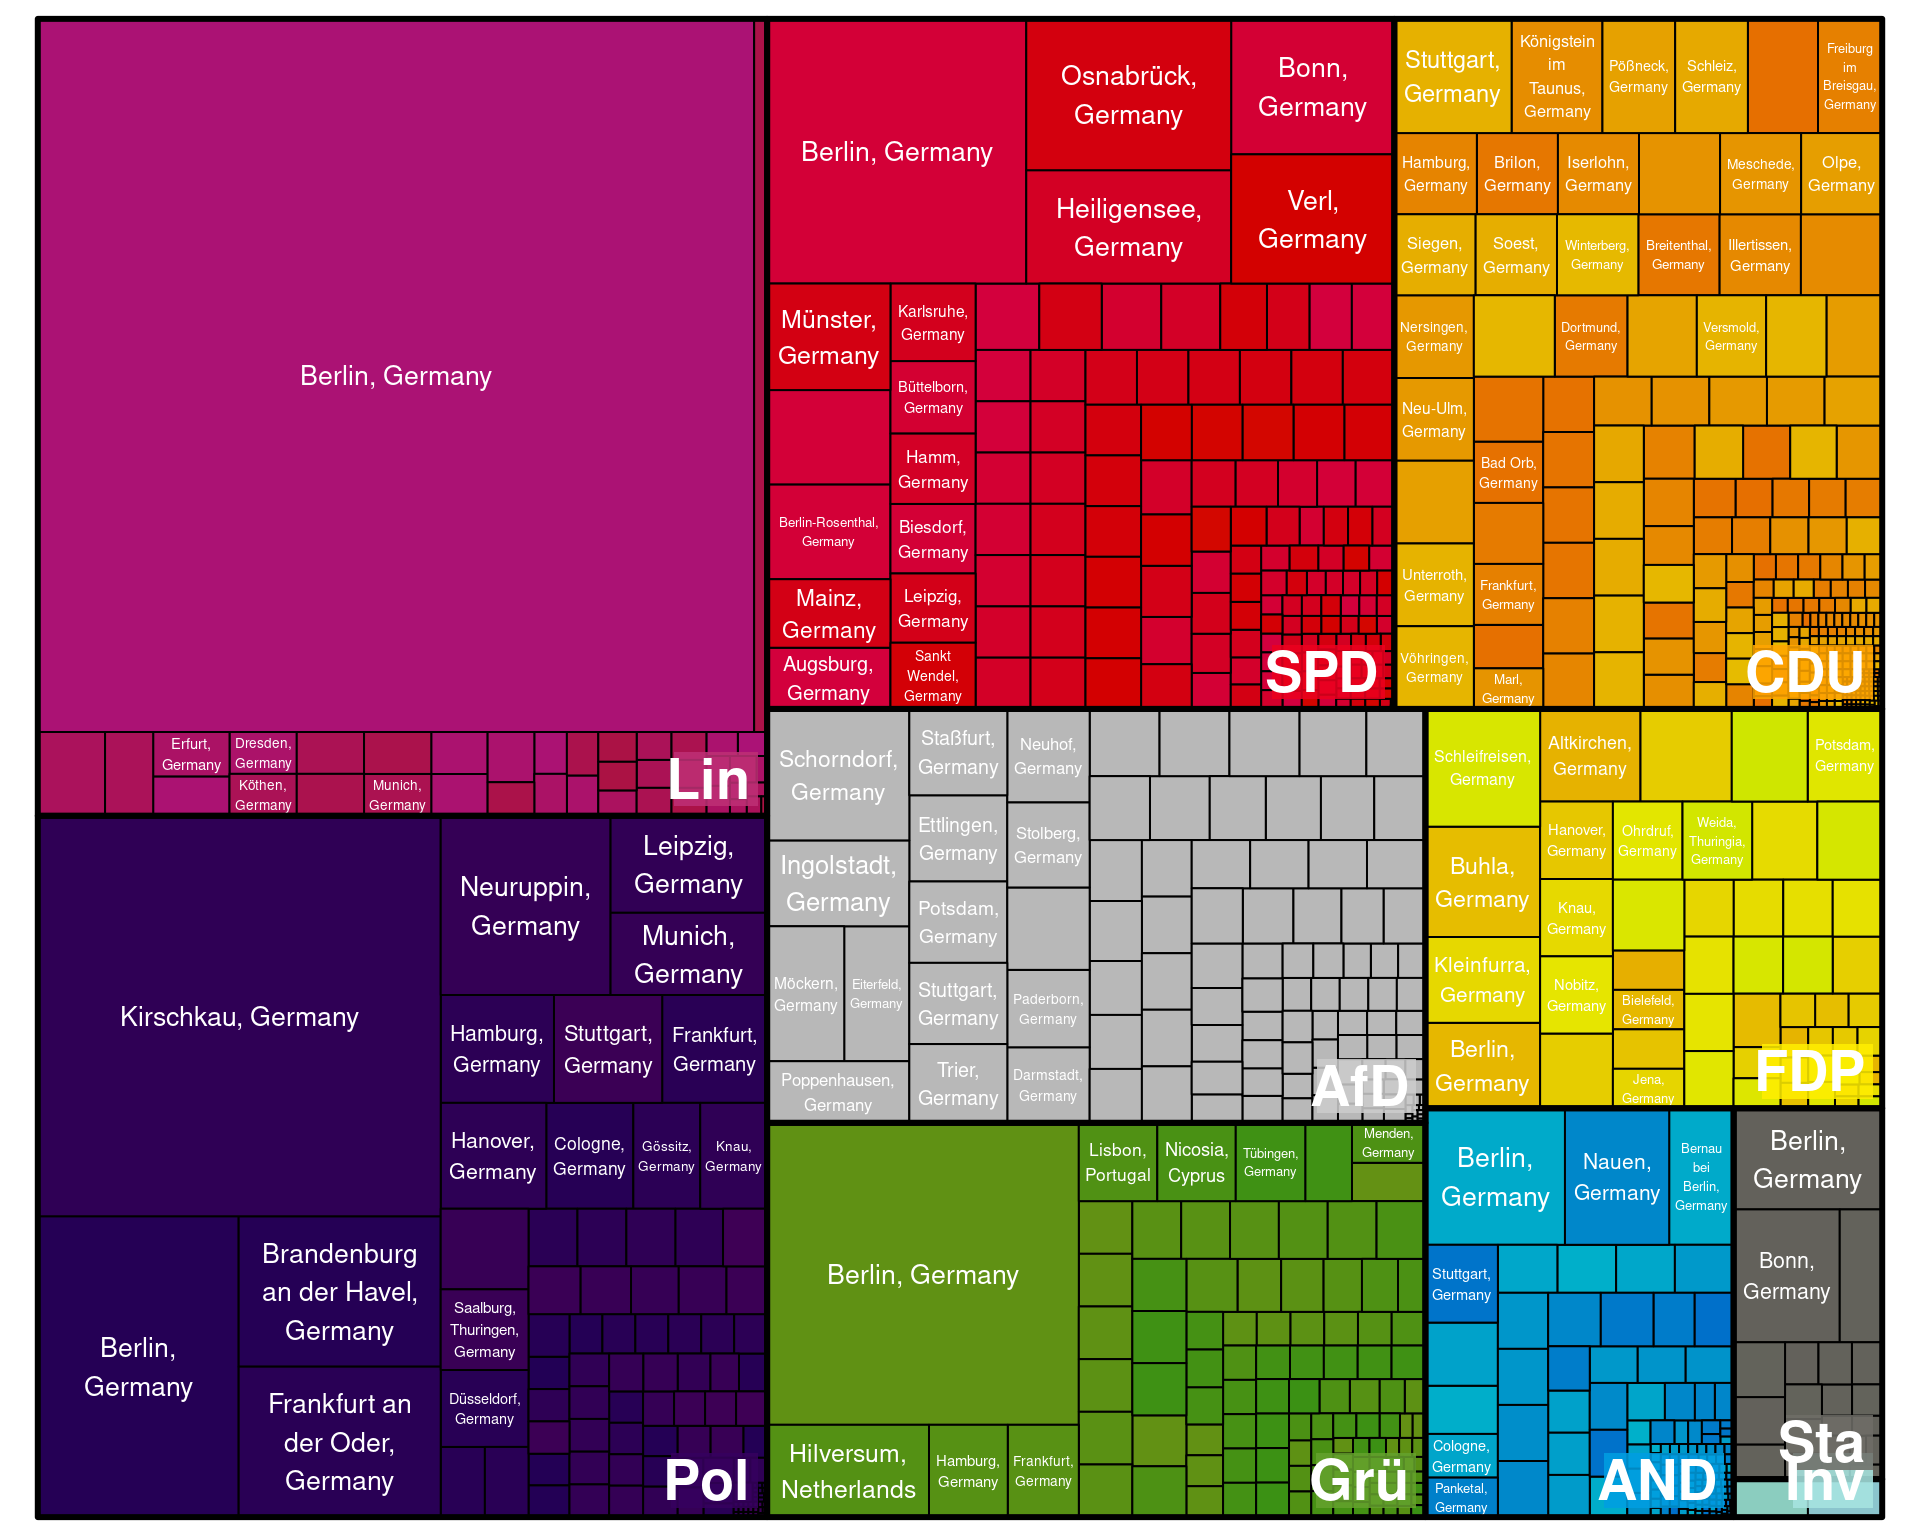 Berlin, Germany
Erfurt,
Germany
Dresden,
Germany
Köthen,
Germany
Munich,
Germany
Lin
Berlin, Germany
Osnabrück,
Germany
Bonn,
Germany
Heiligensee,
Germany
Verl,
Germany
Münster,
Germany
Karlsruhe,
Germany
Büttelborn,
Germany
Hamm,
Germany
Berlin-Rosenthal,
Germany
Biesdorf,
Germany
Mainz,
Germany
Leipzig,
Germany
Augsburg,
Germany
Sankt
Wendel,
Germany
SPD
Stuttgart,
Germany
Königstein
im
Taunus,
Germany
Pößneck,
Germany
Schleiz,
Germany
Freiburg
im
Breisgau,
Germany
Hamburg,
Germany
Brilon,
Germany
Iserlohn,
Germany
Meschede,
Germany
Olpe,
Germany
Siegen,
Germany
Soest,
Germany
Winterberg,
Germany
Breitenthal,
Germany
Illertissen,
Germany
Nersingen,
Germany
Dortmund,
Germany
Versmold,
Germany
Neu-Ulm,
Germany
Bad Orb,
Germany
Unterroth,
Germany
Frankfurt,
Germany
Vöhringen,
Germany
Marl,
Germany
CDU
Kirschkau, Germany
Neuruppin,
Germany
Leipzig,
Germany
Munich,
Germany
Hamburg,
Germany
Stuttgart,
Germany
Frankfurt,
Germany
Hanover,
Germany
Cologne,
Germany
Gössitz,
Germany
Knau,
Germany
Berlin,
Germany
Brandenburg
an der Havel,
Germany
Frankfurt an
der Oder,
Germany
Saalburg,
Thuringen,
Germany
Düsseldorf,
Germany
Pol
Schorndorf,
Germany
Staßfurt,
Germany
Neuhof,
Germany
Ingolstadt,
Germany
Ettlingen,
Germany
Stolberg,
Germany
Potsdam,
Germany
Möckern,
Germany
Eiterfeld,
Germany
Stuttgart,
Germany
Paderborn,
Germany
Poppenhausen,
Germany
Trier,
Germany
Darmstadt,
Germany
AfD
Schleifreisen,
Germany
Altkirchen,
Germany
Potsdam,
Germany
Buhla,
Germany
Hanover,
Germany
Ohrdruf,
Germany
Weida,
Thuringia,
Germany
Knau,
Germany
Kleinfurra,
Germany
Nobitz,
Germany
Bielefeld,
Germany
Berlin,
Germany
Jena,
Germany
FDP
Berlin, Germany
Lisbon,
Portugal
Nicosia,
Cyprus
Tübingen,
Germany
Menden,
Germany
Hilversum,
Netherlands
Hamburg,
Germany
Frankfurt,
Germany
Grü
Berlin,
Germany
Nauen,
Germany
Bernau
bei
Berlin,
Germany
Stuttgart,
Germany
Cologne,
Germany
Panketal,
Germany
AND
Berlin,
Germany
Bonn,
Germany
Sta
Inv